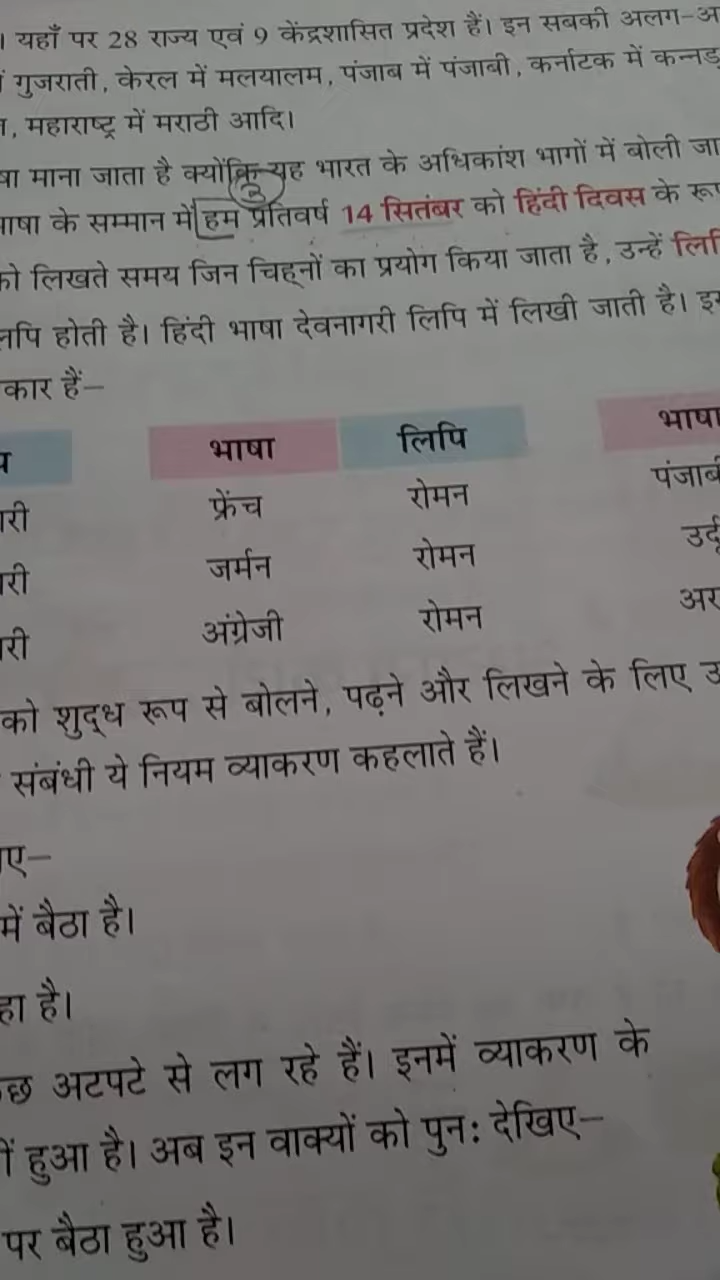 । यहाँ पर 28 राज्य एवं 9 केंद्रशासित प्रदेश हैं। इन सबकी अलग-अ
गुजराती, केरल में मलयालम, पंजाब में पंजाबी, कर्नाटक में कन्नड़
, महाराष्ट्र में मराठी आदि।
षा माना जाता है क्योंकि यह भारत के अधिकांश भागों में बोली जा
3
भाषा के सम्मान में हम प्रतिवर्ष 14 सितंबर को हिंदी दिवस के रू
को लिखते समय जिन चिह्नों का प्रयोग किया जाता है, उन्हें लिपि
लिपि होती है। हिंदी भाषा देवनागरी लिपि में लिखी जाती है। इ
कार हैं–
भाषा लिपि भाषा
री फ्रेंच रोमन पंजाब
री जर्मन रोमन उर्दू
री अंग्रेजी रोमन अर
को शुद्ध रूप से बोलने, पढ़ने और लिखने के लिए उ
संबंधी ये नियम व्याकरण कहलाते हैं।
ए–
में बैठा है।
हा है।
छ अटपटे से लग रहे हैं। इनमें व्याकरण के
हुआ है। अब इन वाक्यों को पुनः देखिए–
पर बैठा हुआ है।